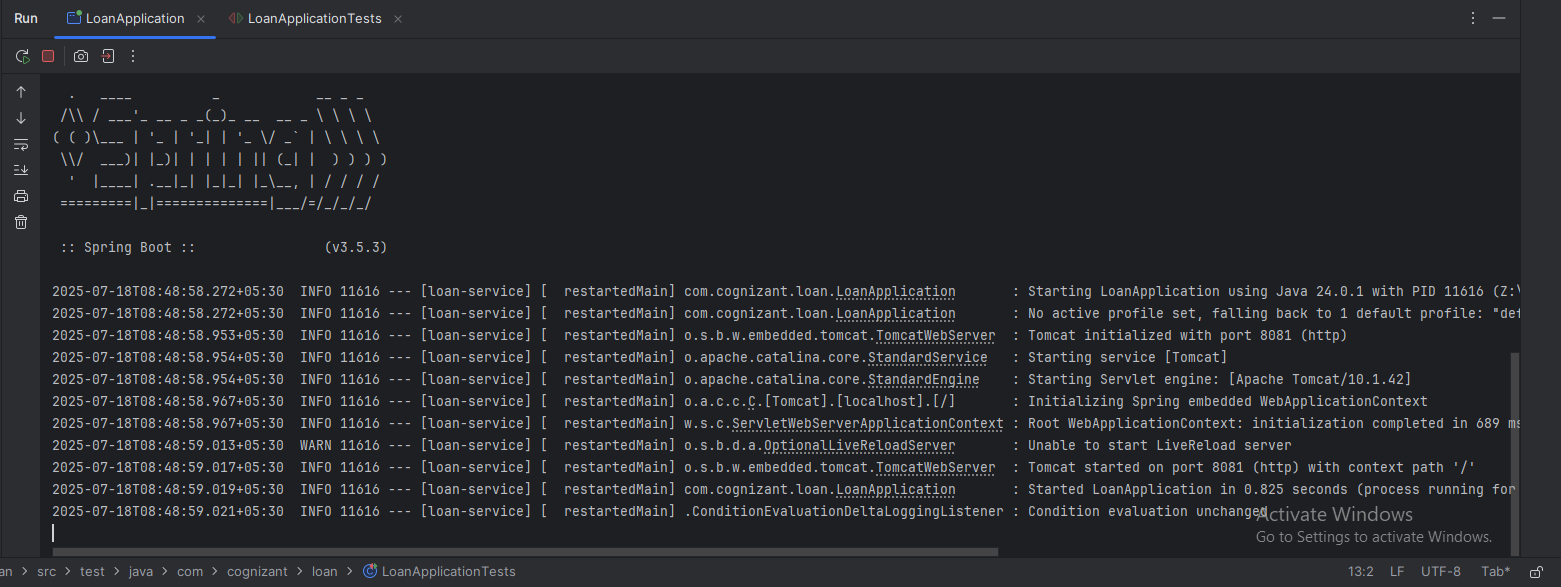 Run LoanApplication LoanApplicationTests
  .   ____          _            __ _ _
 /\\ / ___'_ __ _ _(_)_ __  __ _ \ \ \ \
( ( )\___ | '_ | '_| | '_ \/ _` | \ \ \ \
 \\/  ___)| |_)| | | | | || (_| |  ) ) ) )
  '  |____| .__|_| |_|_| |_\__, | / / / /
 =========|_|==============|___/=/_/_/_/
 :: Spring Boot ::                (v3.5.3)
2025-07-18T08:48:58.272+05:30  INFO 11616 --- [loan-service] [  restartedMain] com.cognizant.loan.LoanApplication       : Starting LoanApplication using Java 24.0.1 with PID 11616 (Z:\
2025-07-18T08:48:58.272+05:30  INFO 11616 --- [loan-service] [  restartedMain] com.cognizant.loan.LoanApplication       : No active profile set, falling back to 1 default profile: "def
2025-07-18T08:48:58.953+05:30  INFO 11616 --- [loan-service] [  restartedMain] o.s.b.w.embedded.tomcat.TomcatWebServer  : Tomcat initialized with port 8081 (http)
2025-07-18T08:48:58.954+05:30  INFO 11616 --- [loan-service] [  restartedMain] o.apache.catalina.core.StandardService   : Starting service [Tomcat]
2025-07-18T08:48:58.954+05:30  INFO 11616 --- [loan-service] [  restartedMain] o.apache.catalina.core.StandardEngine    : Starting Servlet engine: [Apache Tomcat/10.1.42]
2025-07-18T08:48:58.967+05:30  INFO 11616 --- [loan-service] [  restartedMain] o.a.c.c.C.[Tomcat].[localhost].[/]       : Initializing Spring embedded WebApplicationContext
2025-07-18T08:48:58.967+05:30  INFO 11616 --- [loan-service] [  restartedMain] w.s.c.ServletWebServerApplicationContext : Root WebApplicationContext: initialization completed in 689 ms
2025-07-18T08:48:59.013+05:30  WARN 11616 --- [loan-service] [  restartedMain] o.s.b.d.a.OptionalLiveReloadServer       : Unable to start LiveReload server
2025-07-18T08:48:59.017+05:30  INFO 11616 --- [loan-service] [  restartedMain] o.s.b.w.embedded.tomcat.TomcatWebServer  : Tomcat started on port 8081 (http) with context path '/'
2025-07-18T08:48:59.019+05:30  INFO 11616 --- [loan-service] [  restartedMain] com.cognizant.loan.LoanApplication       : Started LoanApplication in 0.825 seconds (process running for
2025-07-18T08:48:59.021+05:30  INFO 11616 --- [loan-service] [  restartedMain] .ConditionEvaluationDeltaLoggingListener : Condition evaluation unchanged
Activate Windows
Go to Settings to activate Windows.
an > src > test > java > com > cognizant > loan > LoanApplicationTests 13:2 LF UTF-8 Tab*